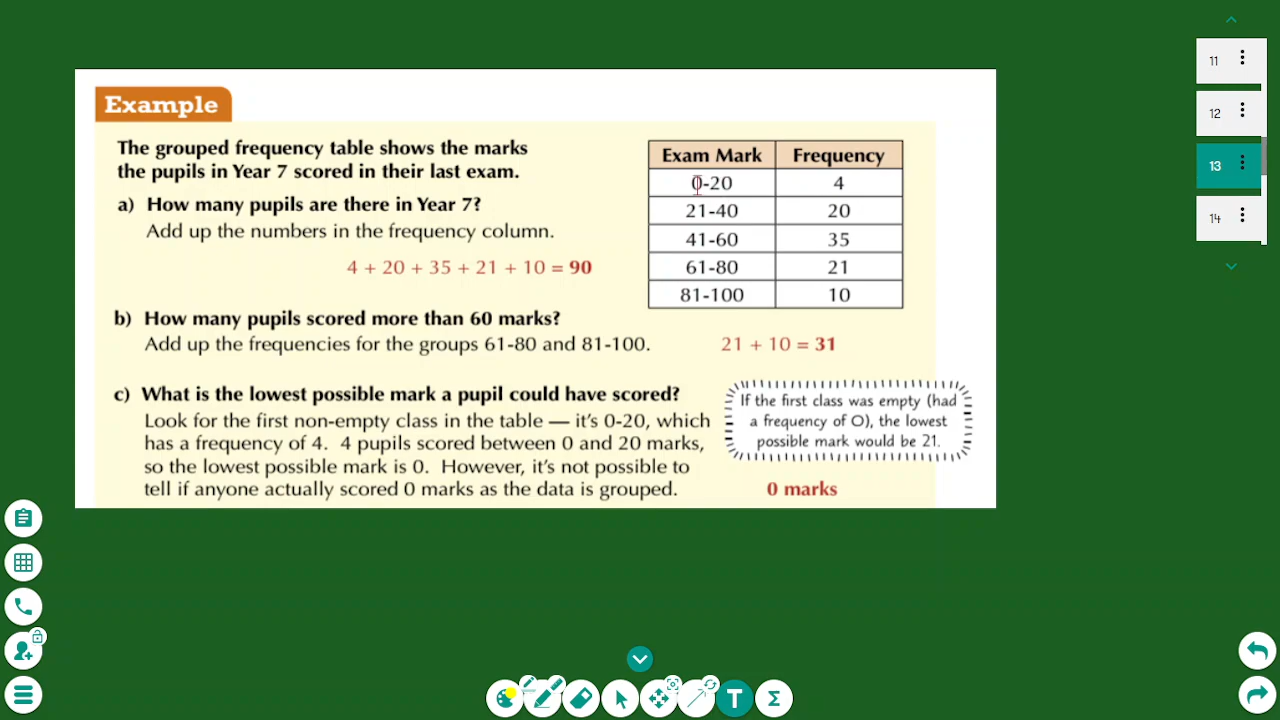 Example
The grouped frequency table shows the marks
the pupils in Year 7 scored in their last exam.
a) How many pupils are there in Year 7?
Add up the numbers in the frequency column.
4 + 20 + 35 + 21 + 10 = 90
Exam Mark Frequency
0-20 4
21-40 20
41-60 35
61-80 21
81-100 10
b) How many pupils scored more than 60 marks?
Add up the frequencies for the groups 61-80 and 81-100. 21 + 10 = 31
c) What is the lowest possible mark a pupil could have scored?
Look for the first non-empty class in the table — it's 0-20, which
has a frequency of 4. 4 pupils scored between 0 and 20 marks,
so the lowest possible mark is 0. However, it's not possible to
tell if anyone actually scored 0 marks as the data is grouped. 0 marks
If the first class was empty (had
a frequency of 0), the lowest
possible mark would be 21.
11
12
13
14
T
Σ